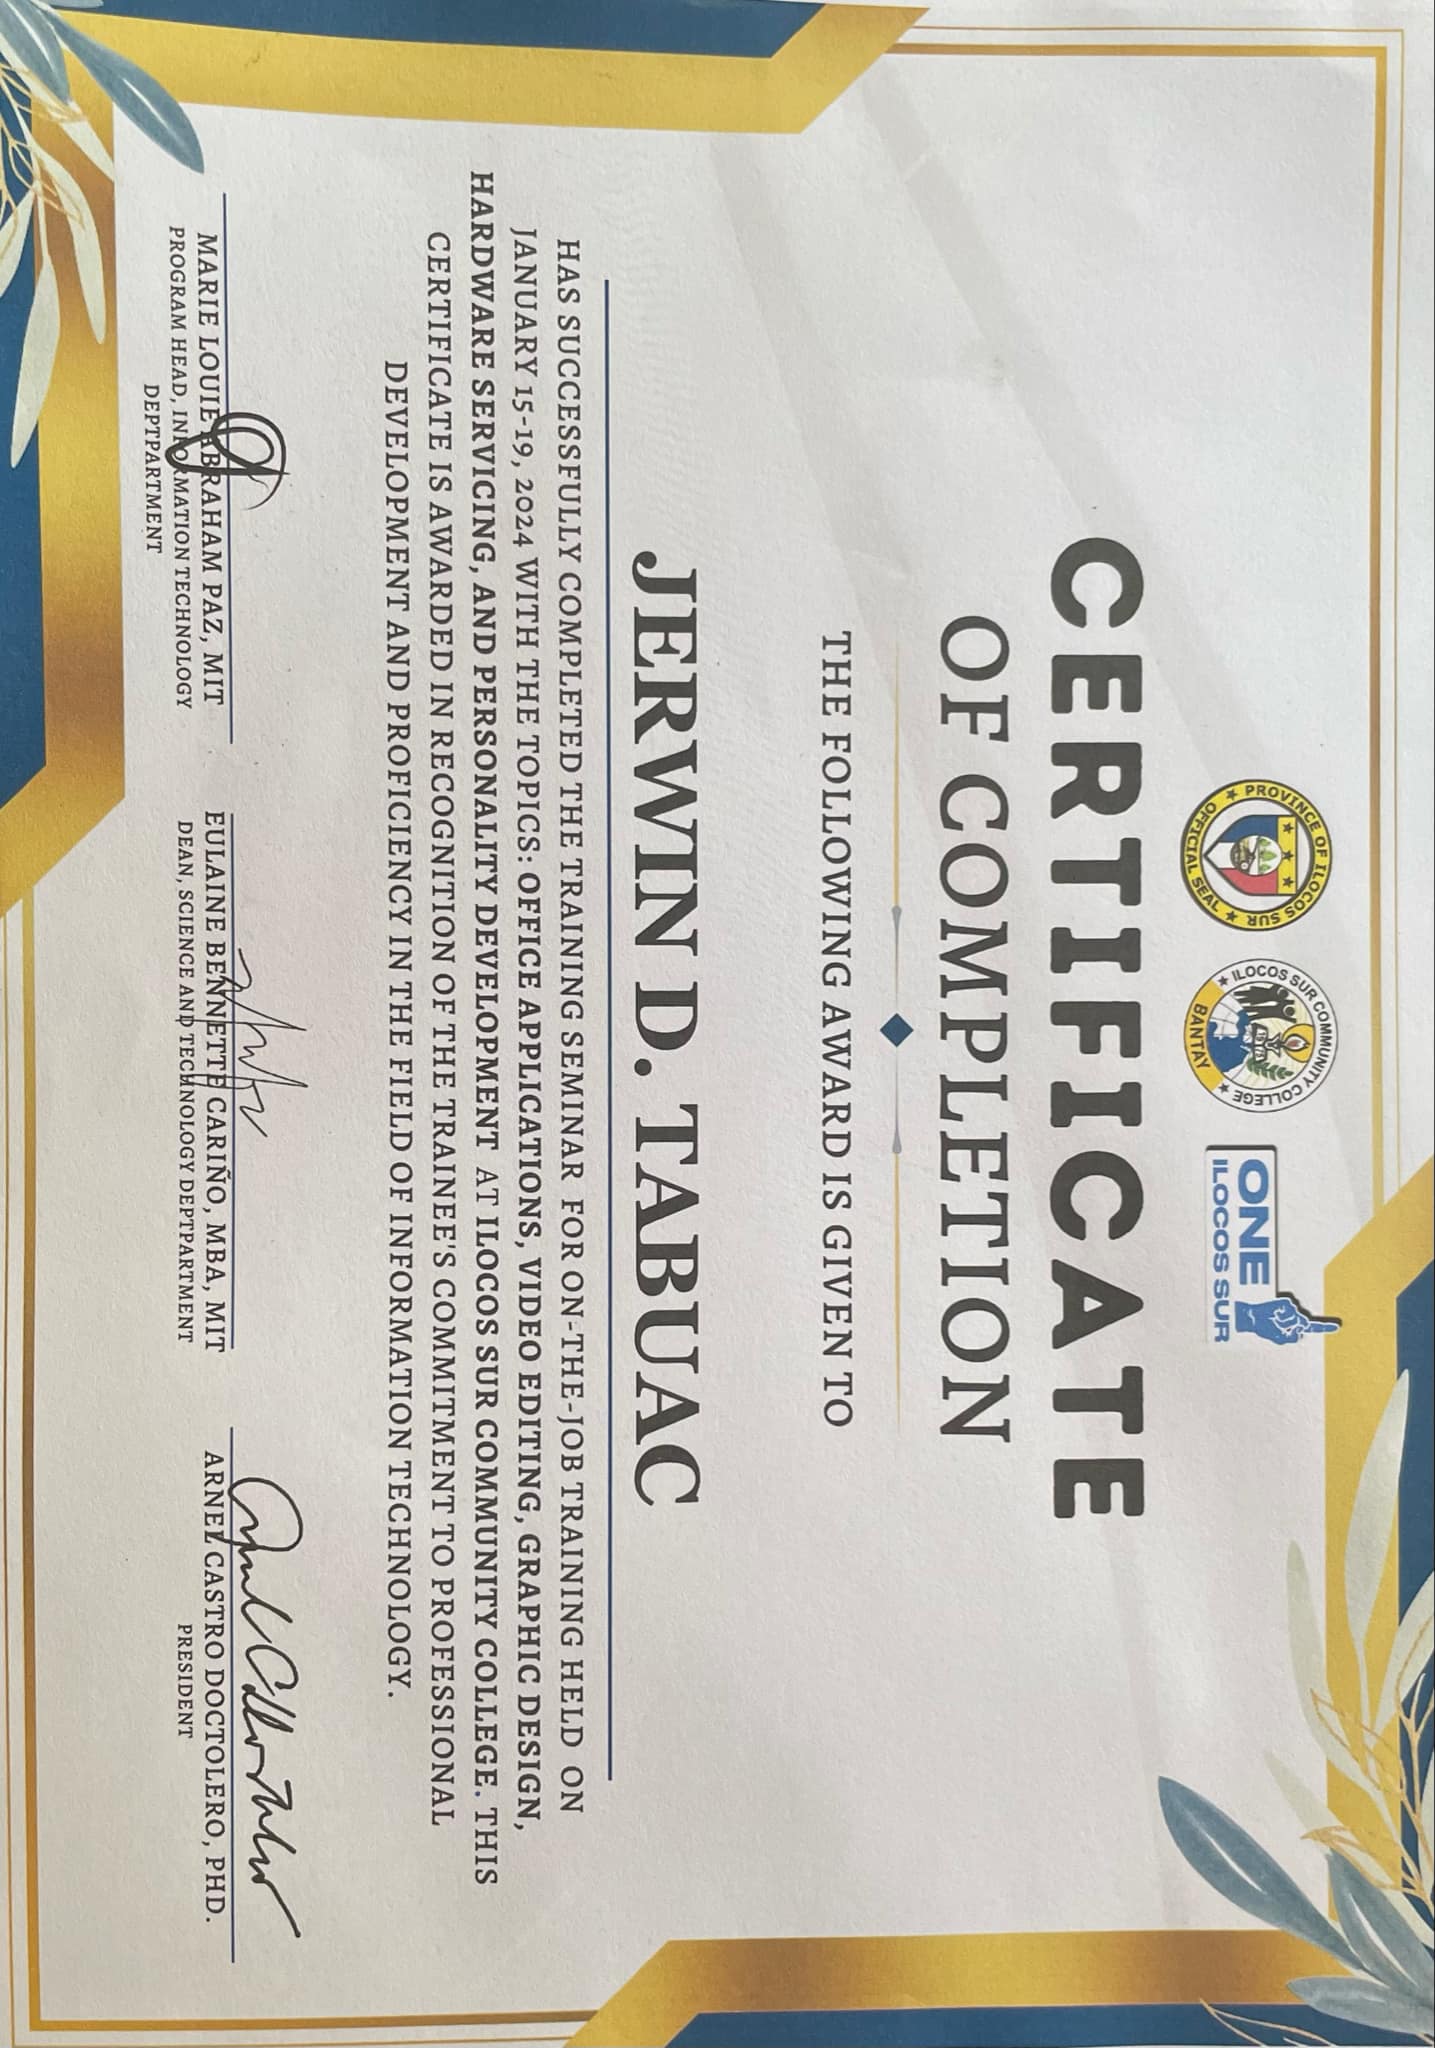 PROVINCE OF ILOCOS SUR
OFFICIAL SEAL
ILOCOS SUR COMMUNITY COLLEGE
1975
BANTAY
ONE
ILOCOS SUR
CERTIFICATE
OF COMPLETION
THE FOLLOWING AWARD IS GIVEN TO
JERWIN D. TABUAC
HAS SUCCESSFULLY COMPLETED THE TRAINING SEMINAR FOR ON-THE-JOB TRAINING HELD ON
JANUARY 15-19, 2024 WITH THE TOPICS: OFFICE APPLICATIONS, VIDEO EDITING, GRAPHIC DESIGN,
HARDWARE SERVICING, AND PERSONALITY DEVELOPMENT AT ILOCOS SUR COMMUNITY COLLEGE. THIS
CERTIFICATE IS AWARDED IN RECOGNITION OF THE TRAINEE'S COMMITMENT TO PROFESSIONAL
DEVELOPMENT AND PROFICIENCY IN THE FIELD OF INFORMATION TECHNOLOGY.
MARIE LOUIE ABRAHAM PAZ, MIT
PROGRAM HEAD, INFORMATION TECHNOLOGY
DEPTPARTMENT
EULAINE BENNETTE CARIÑO, MBA, MIT
DEAN, SCIENCE AND TECHNOLOGY DEPTPARTMENT
ARNEL CASTRO DOCTOLERO, PHD.
PRESIDENT